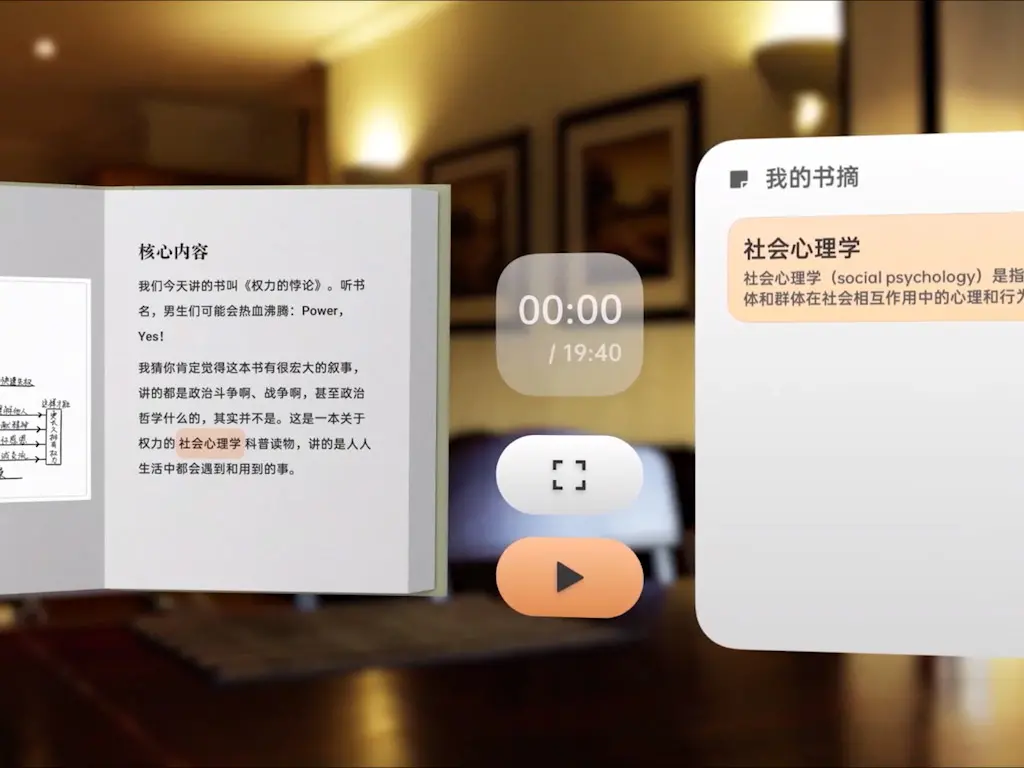 核心内容
我们今天讲的书叫《权力的悖论》。听书
名，男生们可能会热血沸腾：Power，
Yes！
我猜你肯定觉得这本书有很宏大的叙事，
讲的都是政治斗争啊、战争啊，甚至政治
哲学什么的，其实并不是。这是一本关于
权力的社会心理学科普读物，讲的是人人
生活中都会遇到和用到的事。
00:00
/ 19:40
我的书摘
社会心理学
社会心理学（social psychology）是指
体和群体在社会相互作用中的心理和行为